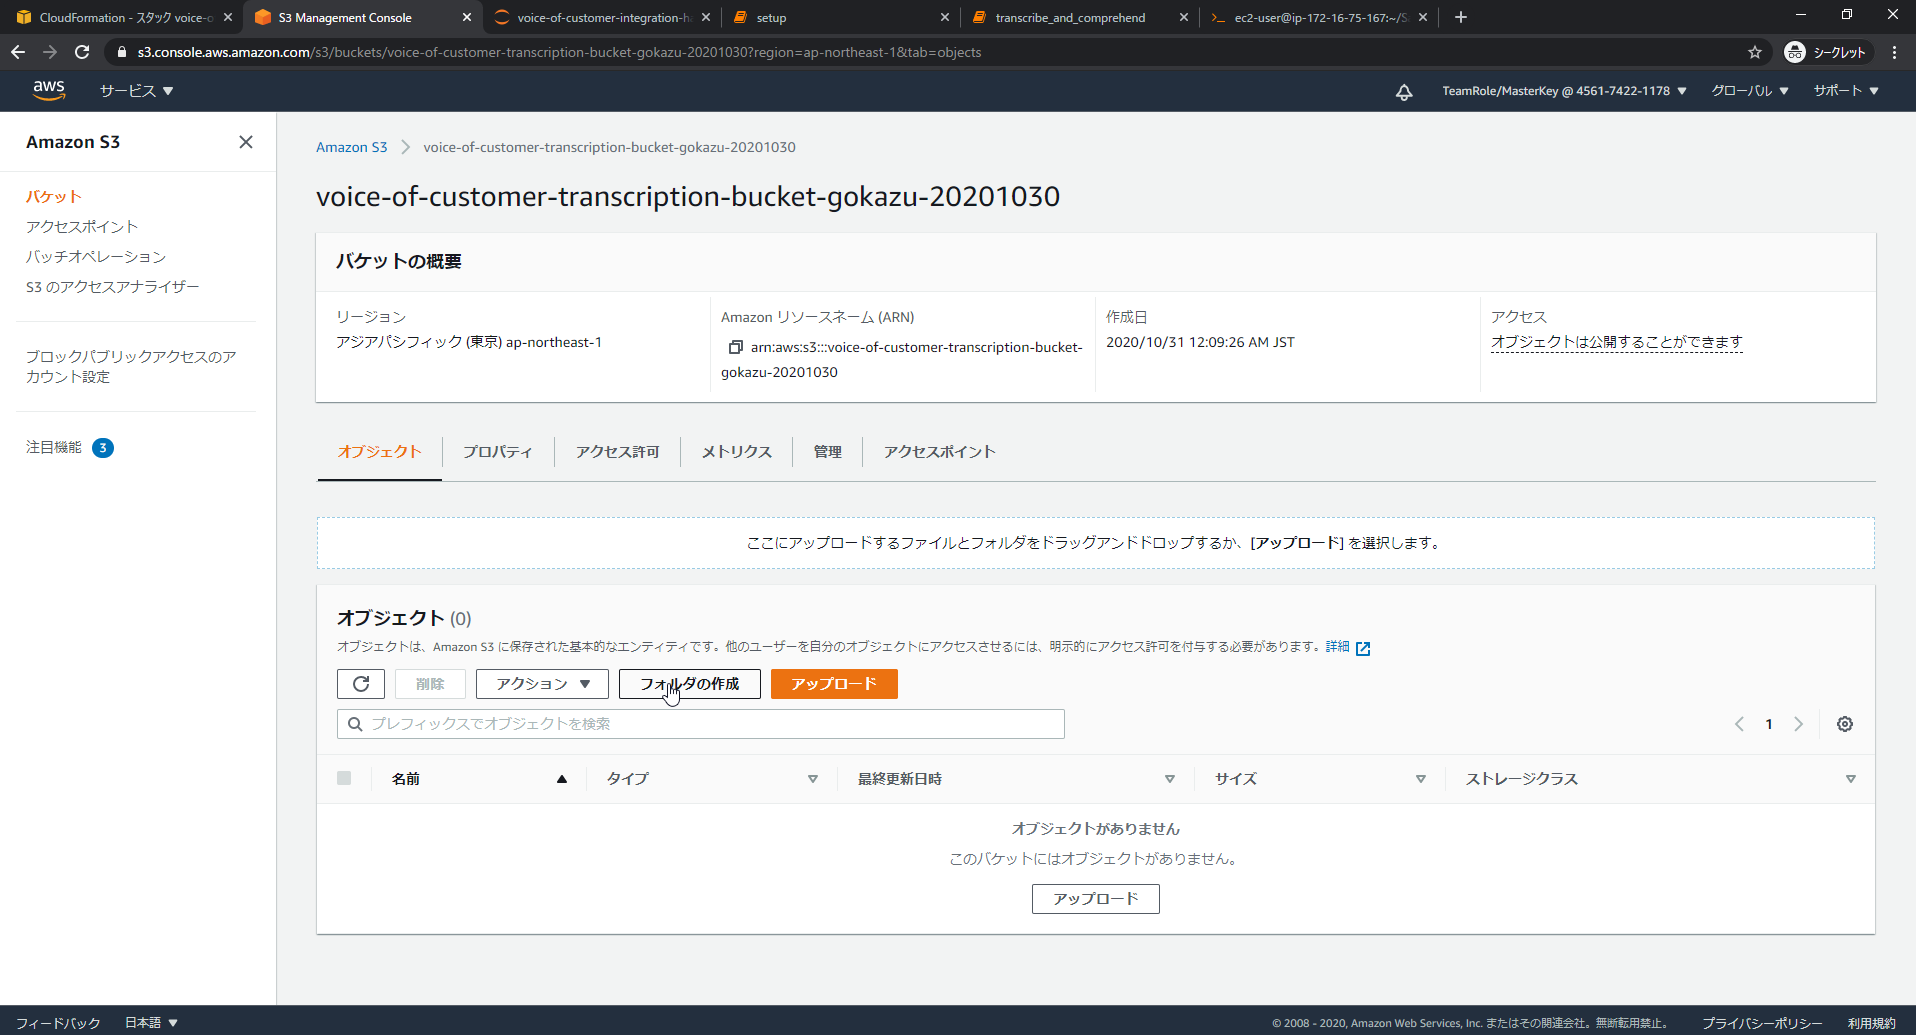 CloudFormation - スタック voice-o
S3 Management Console
voice-of-customer-integration-h
setup
transcribe_and_comprehend
ec2-user@ip-172-16-75-167:~/S
s3.console.aws.amazon.com/s3/buckets/voice-of-customer-transcription-bucket-gokazu-20201030?region=ap-northeast-1&tab=objects
シークレット
aws
サービス
TeamRole/MasterKey @ 4561-7422-1178
グローバル
サポート
Amazon S3
バケット
アクセスポイント
バッチオペレーション
S3 のアクセスアナライザー
ブロックパブリックアクセスのア
カウント設定
注目機能 3
Amazon S3
voice-of-customer-transcription-bucket-gokazu-20201030
voice-of-customer-transcription-bucket-gokazu-20201030
バケットの概要
リージョン
アジアパシフィック (東京) ap-northeast-1
Amazon リソースネーム (ARN)
arn:aws:s3:::voice-of-customer-transcription-bucket-
gokazu-20201030
作成日
2020/10/31 12:09:26 AM JST
アクセス
オブジェクトは公開することができます
オブジェクト
プロパティ
アクセス許可
メトリクス
管理
アクセスポイント
ここにアップロードするファイルとフォルダをドラッグアンドドロップするか、[アップロード] を選択します。
オブジェクト (0)
オブジェクトは、Amazon S3 に保存された基本的なエンティティです。他のユーザーを自分のオブジェクトにアクセスさせるには、明示的にアクセス許可を付与する必要があります。詳細
削除
アクション
フォルダの作成
アップロード
プレフィックスでオブジェクトを検索
1
名前
タイプ
最終更新日時
サイズ
ストレージクラス
オブジェクトがありません
このバケットにはオブジェクトがありません。
アップロード
フィードバック
日本語
© 2008 - 2020, Amazon Web Services, Inc. またはその関連会社。無断転用禁止。
プライバシーポリシー
利用規約